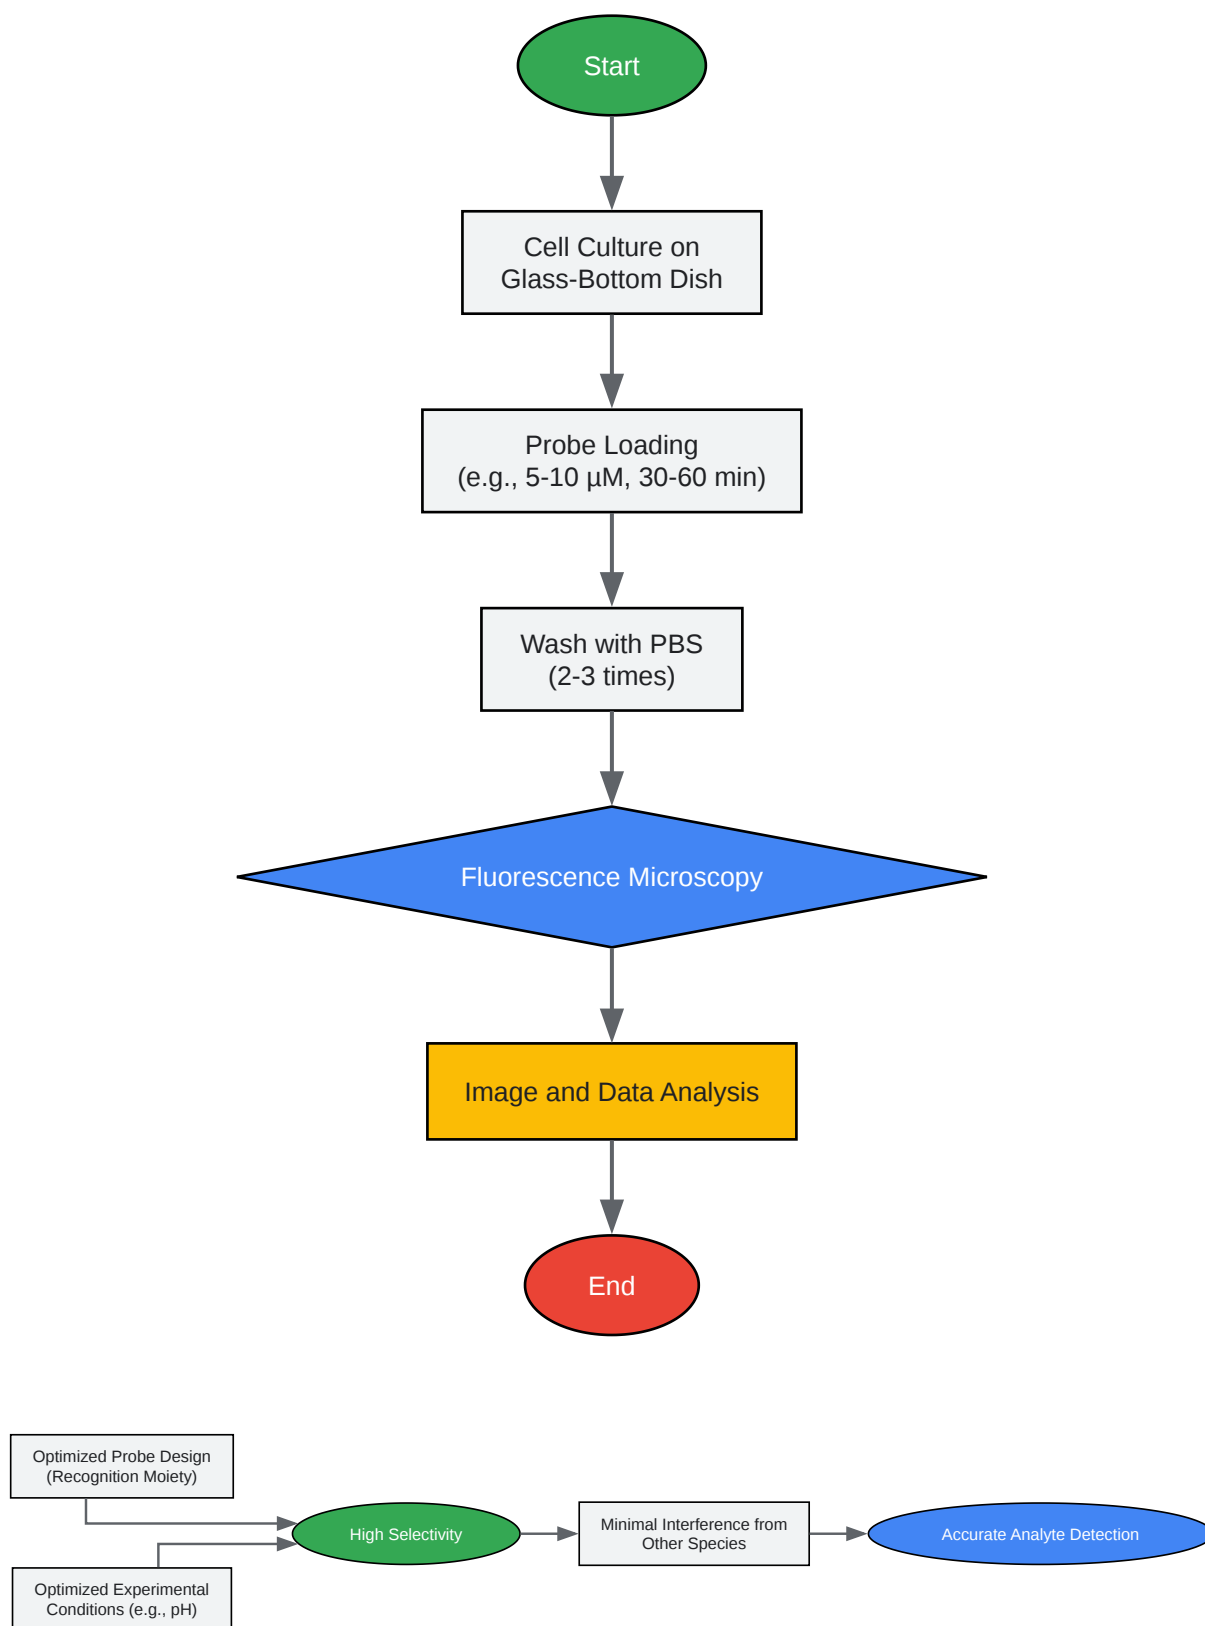 Start
Cell Culture on
Glass-Bottom Dish
Probe Loading
(e.g., 5-10 µM, 30-60 min)
Wash with PBS
(2-3 times)
Fluorescence Microscopy
Image and Data Analysis
End
Optimized Probe Design
(Recognition Moiety)
High Selectivity
Minimal Interference from
Other Species
Accurate Analyte Detection
Optimized Experimental
Conditions (e.g., pH)